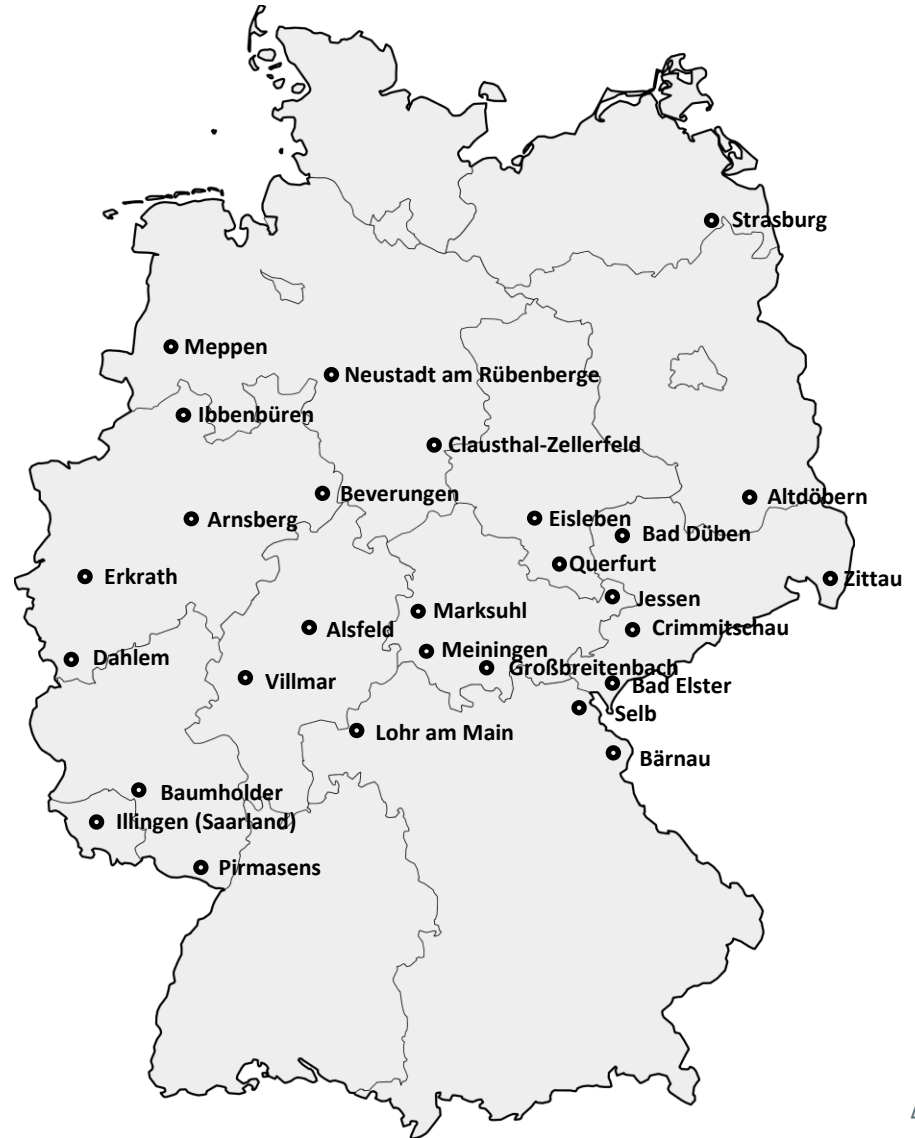 Strasburg
Meppen
Neustadt am Rübenberge
Ibbenbüren
Clausthal-Zellerfeld
Beverungen
Altdöbern
Arnsberg
Eisleben
Bad Düben
Querfurt
Erkrath
Zittau
Jessen
Marksuhl
Alsfeld
Crimmitschau
Meiningen
Dahlem
Großbreitenbach
Villmar
Bad Elster
Selb
Lohr am Main
Bärnau
Baumholder
Illingen (Saarland)
Pirmasens